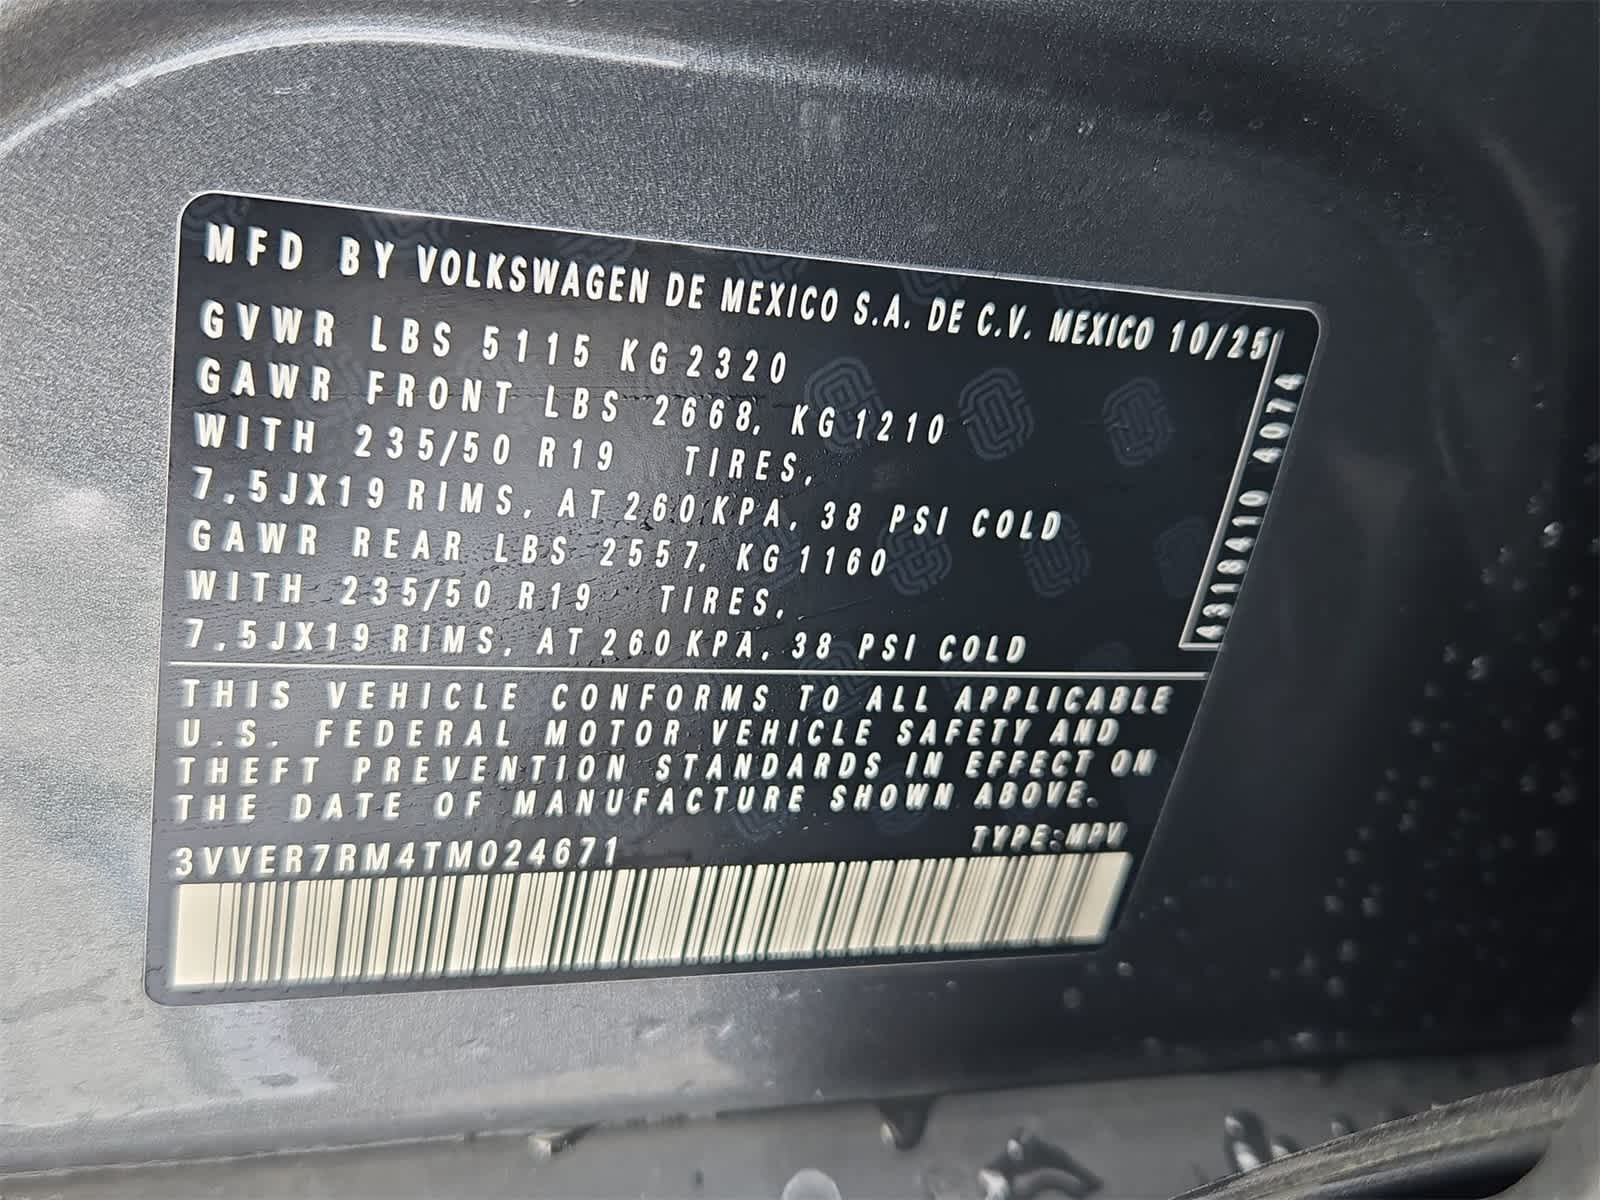 MFD BY VOLKSWAGEN DE MEXICO S.A. DE C.V. MEXICO 10/25
GVWR LBS 5115 KG 2320
GAWR FRONT LBS 2668, KG 1210
WITH 235/50 R19 TIRES,
7.5JX19 RIMS, AT 260 KPA, 38 PSI COLD
GAWR REAR LBS 2557, KG 1160
WITH 235/50 R19 TIRES,
7.5JX19 RIMS, AT 260 KPA, 38 PSI COLD
THIS VEHICLE CONFORMS TO ALL APPLICABLE
U.S. FEDERAL MOTOR VEHICLE SAFETY AND
THEFT PREVENTION STANDARDS IN EFFECT ON
THE DATE OF MANUFACTURE SHOWN ABOVE.
TYPE:MPV
3VVER7RM4TM024671